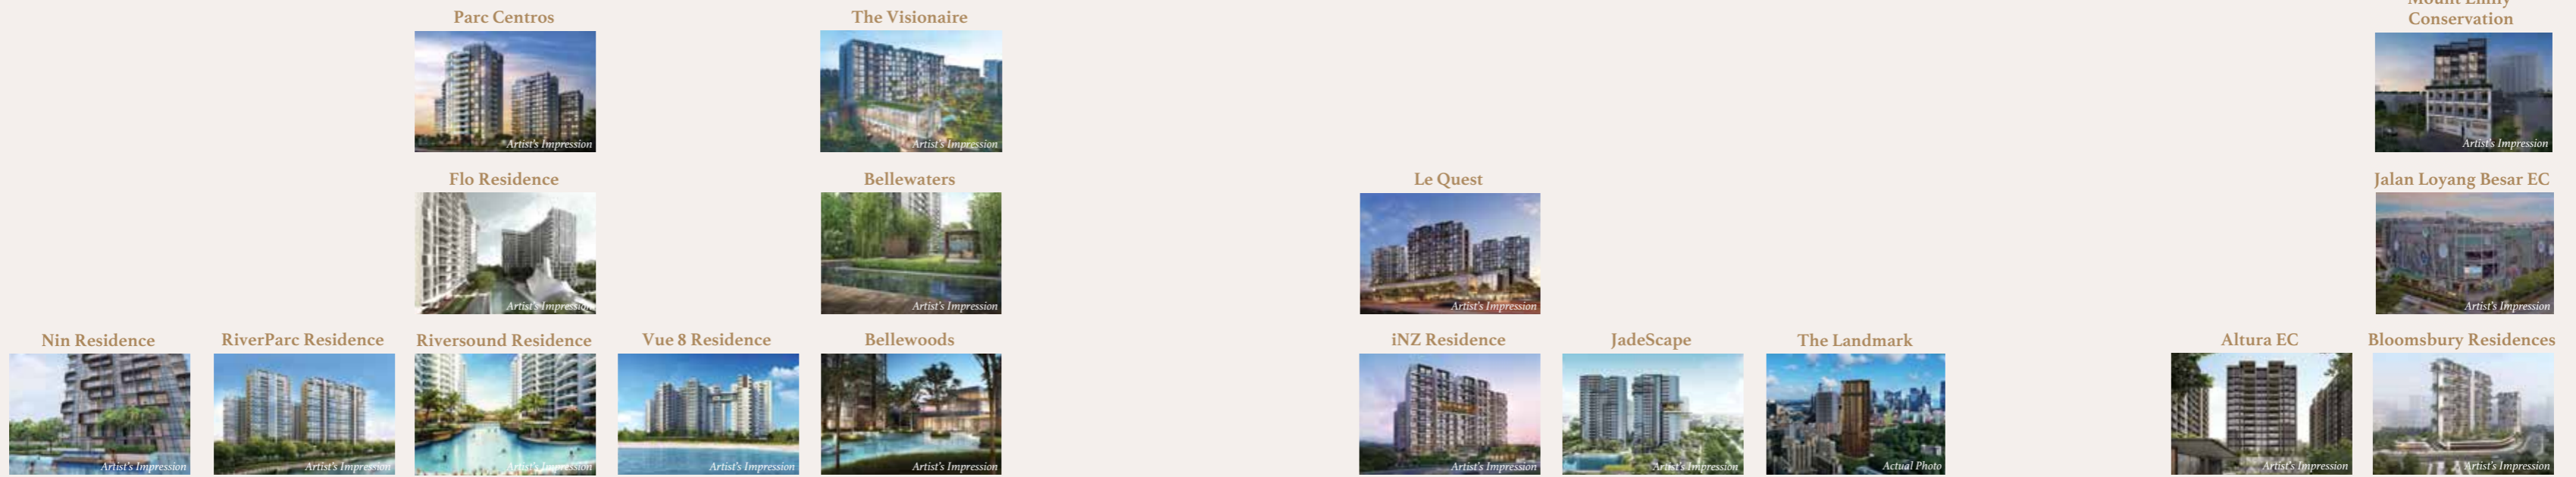 Parc Centros
The Visionaire
Mount Emily
Conservation
Artist's Impression
Artist's Impression
Artist's Impression
Flo Residence
Bellewaters
Le Quest
Jalan Loyang Besar EC
Artist's Impression
Artist's Impression
Artist's Impression
Artist's Impression
Nin Residence
RiverParc Residence
Riversound Residence
Vue 8 Residence
Bellewoods
iNZ Residence
JadeScape
The Landmark
Altura EC
Bloomsbury Residences
Artist's Impression
Artist's Impression
Artist's Impression
Artist's Impression
Artist's Impression
Artist's Impression
Artist's Impression
Actual Photo
Artist's Impression
Artist's Impression